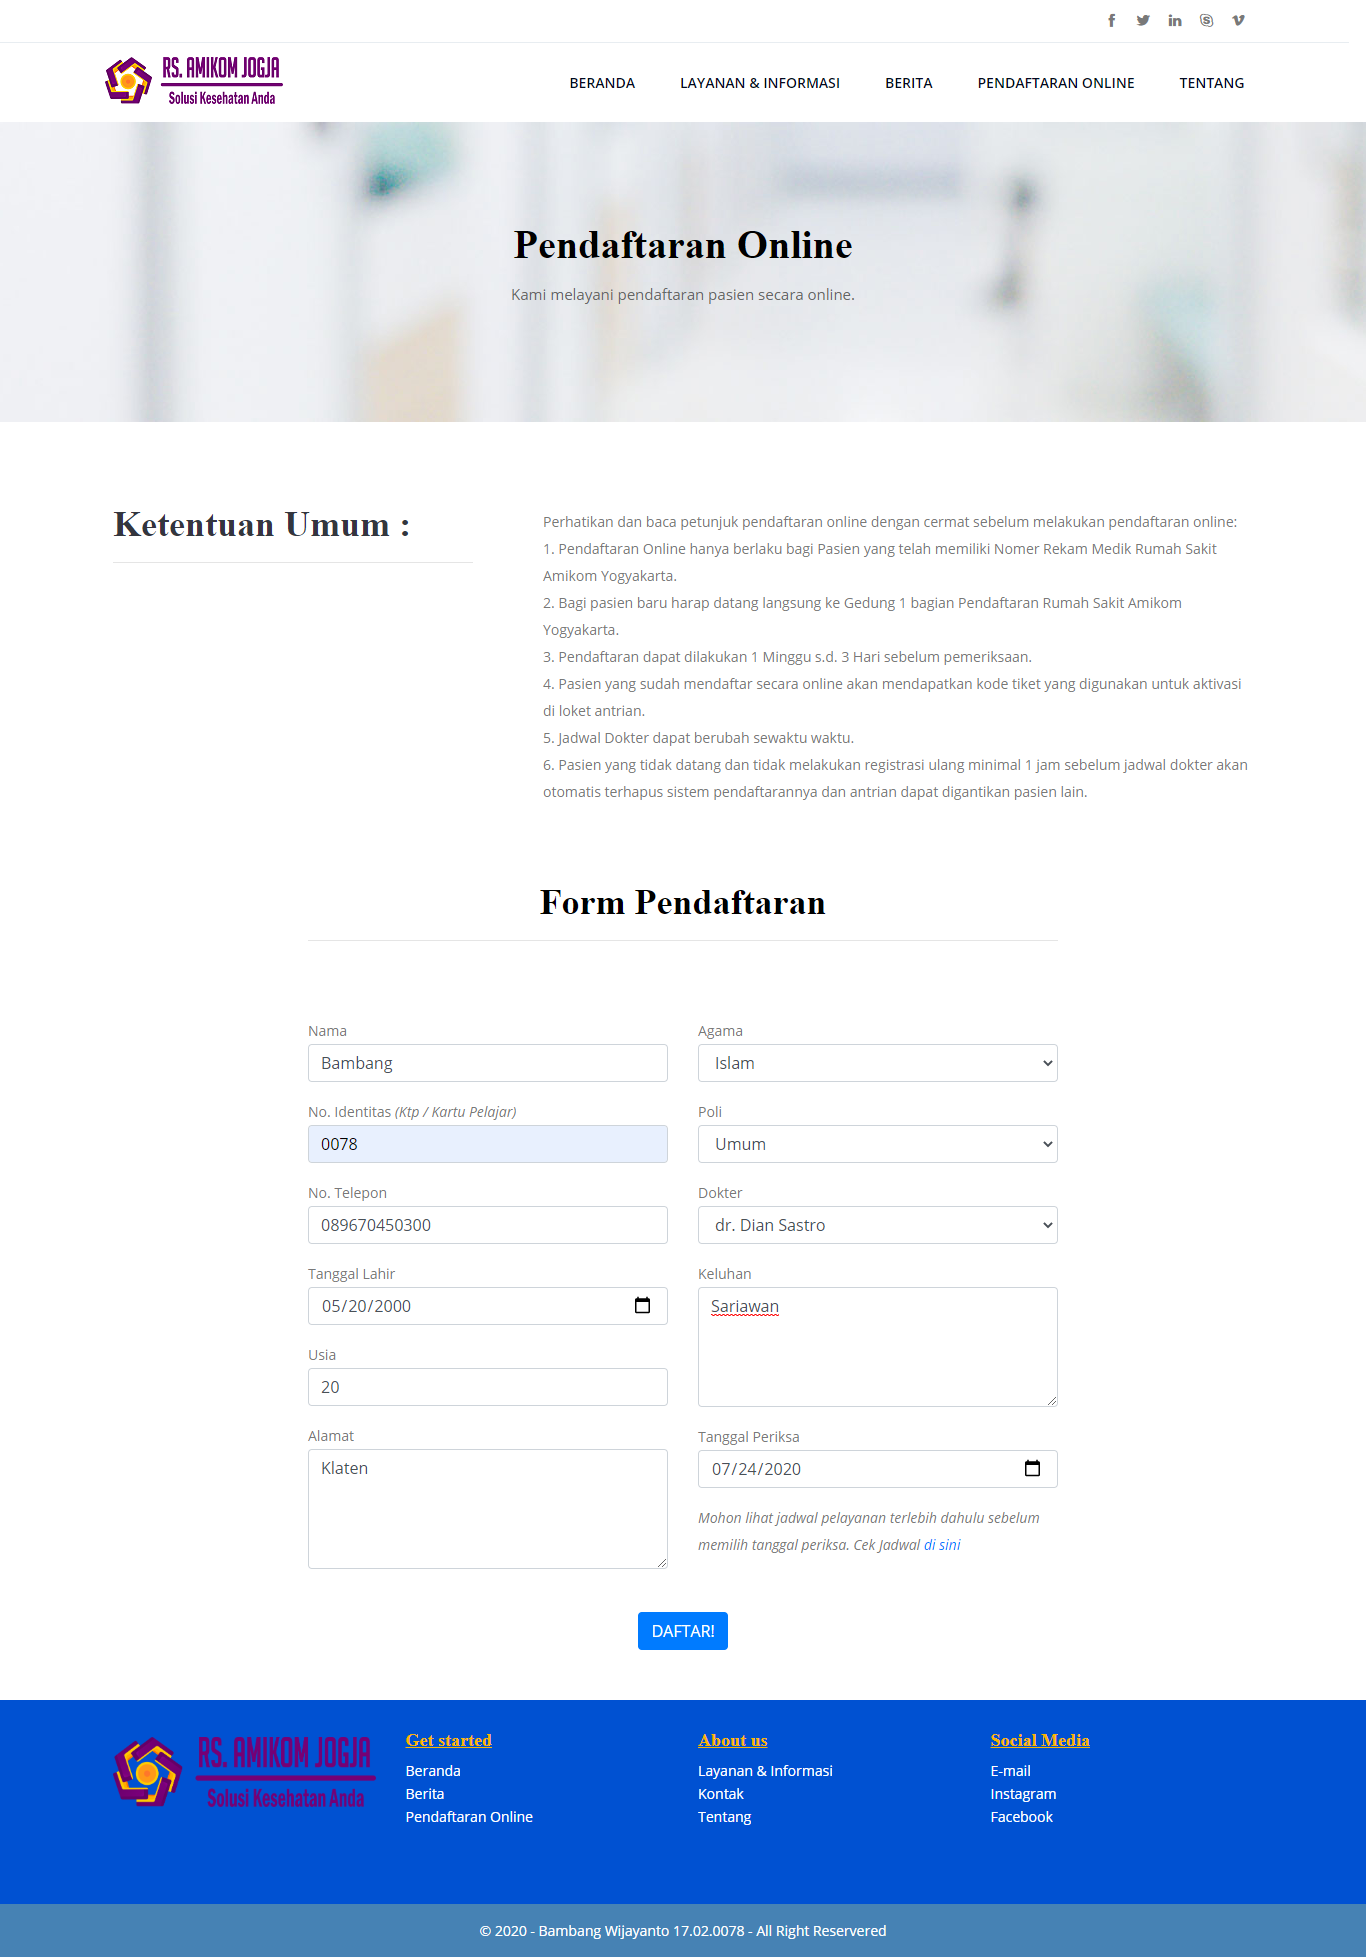 RS. AMIKOM JOGJA
Solusi Kesehatan Anda
BERANDA LAYANAN & INFORMASI BERITA PENDAFTARAN ONLINE TENTANG
Pendaftaran Online
Kami melayani pendaftaran pasien secara online.
Ketentuan Umum :
Perhatikan dan baca petunjuk pendaftaran online dengan cermat sebelum melakukan pendaftaran online:
1. Pendaftaran Online hanya berlaku bagi Pasien yang telah memiliki Nomer Rekam Medik Rumah Sakit
Amikom Yogyakarta.
2. Bagi pasien baru harap datang langsung ke Gedung 1 bagian Pendaftaran Rumah Sakit Amikom
Yogyakarta.
3. Pendaftaran dapat dilakukan 1 Minggu s.d. 3 Hari sebelum pemeriksaan.
4. Pasien yang sudah mendaftar secara online akan mendapatkan kode tiket yang digunakan untuk aktivasi
di loket antrian.
5. Jadwal Dokter dapat berubah sewaktu waktu.
6. Pasien yang tidak datang dan tidak melakukan registrasi ulang minimal 1 jam sebelum jadwal dokter akan
otomatis terhapus sistem pendaftarannya dan antrian dapat digantikan pasien lain.
Form Pendaftaran
Nama
Bambang
No. Identitas (Ktp / Kartu Pelajar)
0078
No. Telepon
089670450300
Tanggal Lahir
05/20/2000
Usia
20
Alamat
Klaten
Agama
Islam
Poli
Umum
Dokter
dr. Dian Sastro
Keluhan
Sariawan
Tanggal Periksa
07/24/2020
Mohon lihat jadwal pelayanan terlebih dahulu sebelum
memilih tanggal periksa. Cek Jadwal di sini
DAFTAR!
RS. AMIKOM JOGJA
Solusi Kesehatan Anda
Get started
Beranda
Berita
Pendaftaran Online
About us
Layanan & Informasi
Kontak
Tentang
Social Media
E-mail
Instagram
Facebook
© 2020 - Bambang Wijayanto 17.02.0078 - All Right Reservered